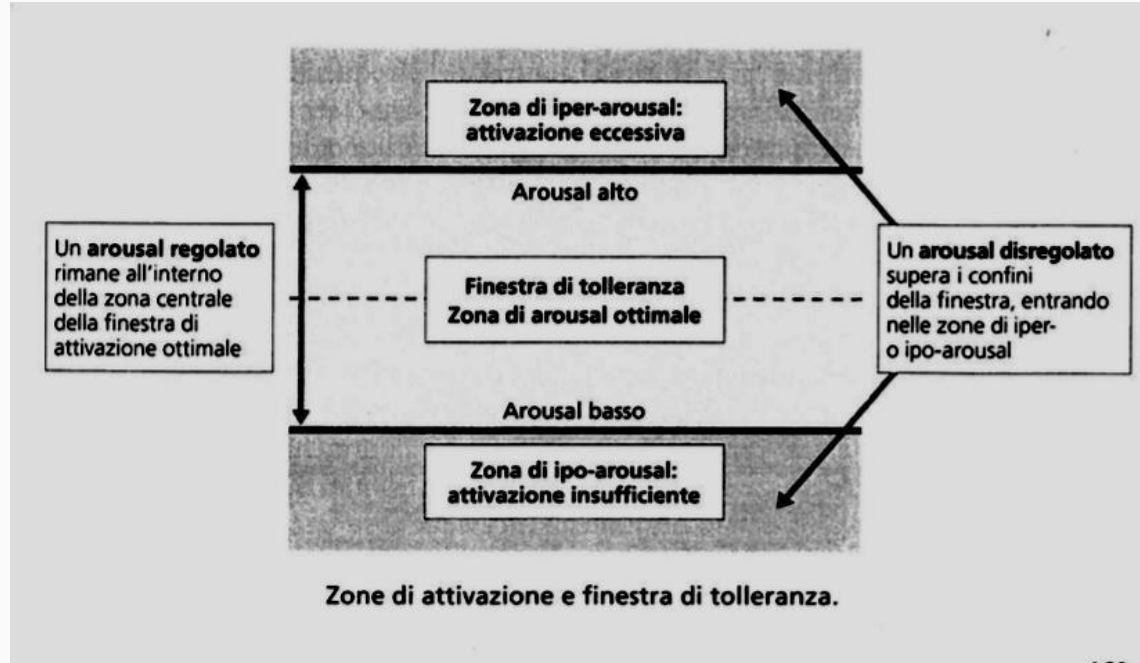 Zona di iper-arousal:
attivazione eccessiva
Arousal alto
Un arousal regolato
rimane all'interno
della zona centrale
della finestra di
attivazione ottimale
Finestra di tolleranza
Zona di arousal ottimale
Un arousal disregolato
supera i confini
della finestra, entrando
nelle zone di iper-
o ipo-arousal
Arousal basso
Zona di ipo-arousal:
attivazione insufficiente
Zone di attivazione e finestra di tolleranza.